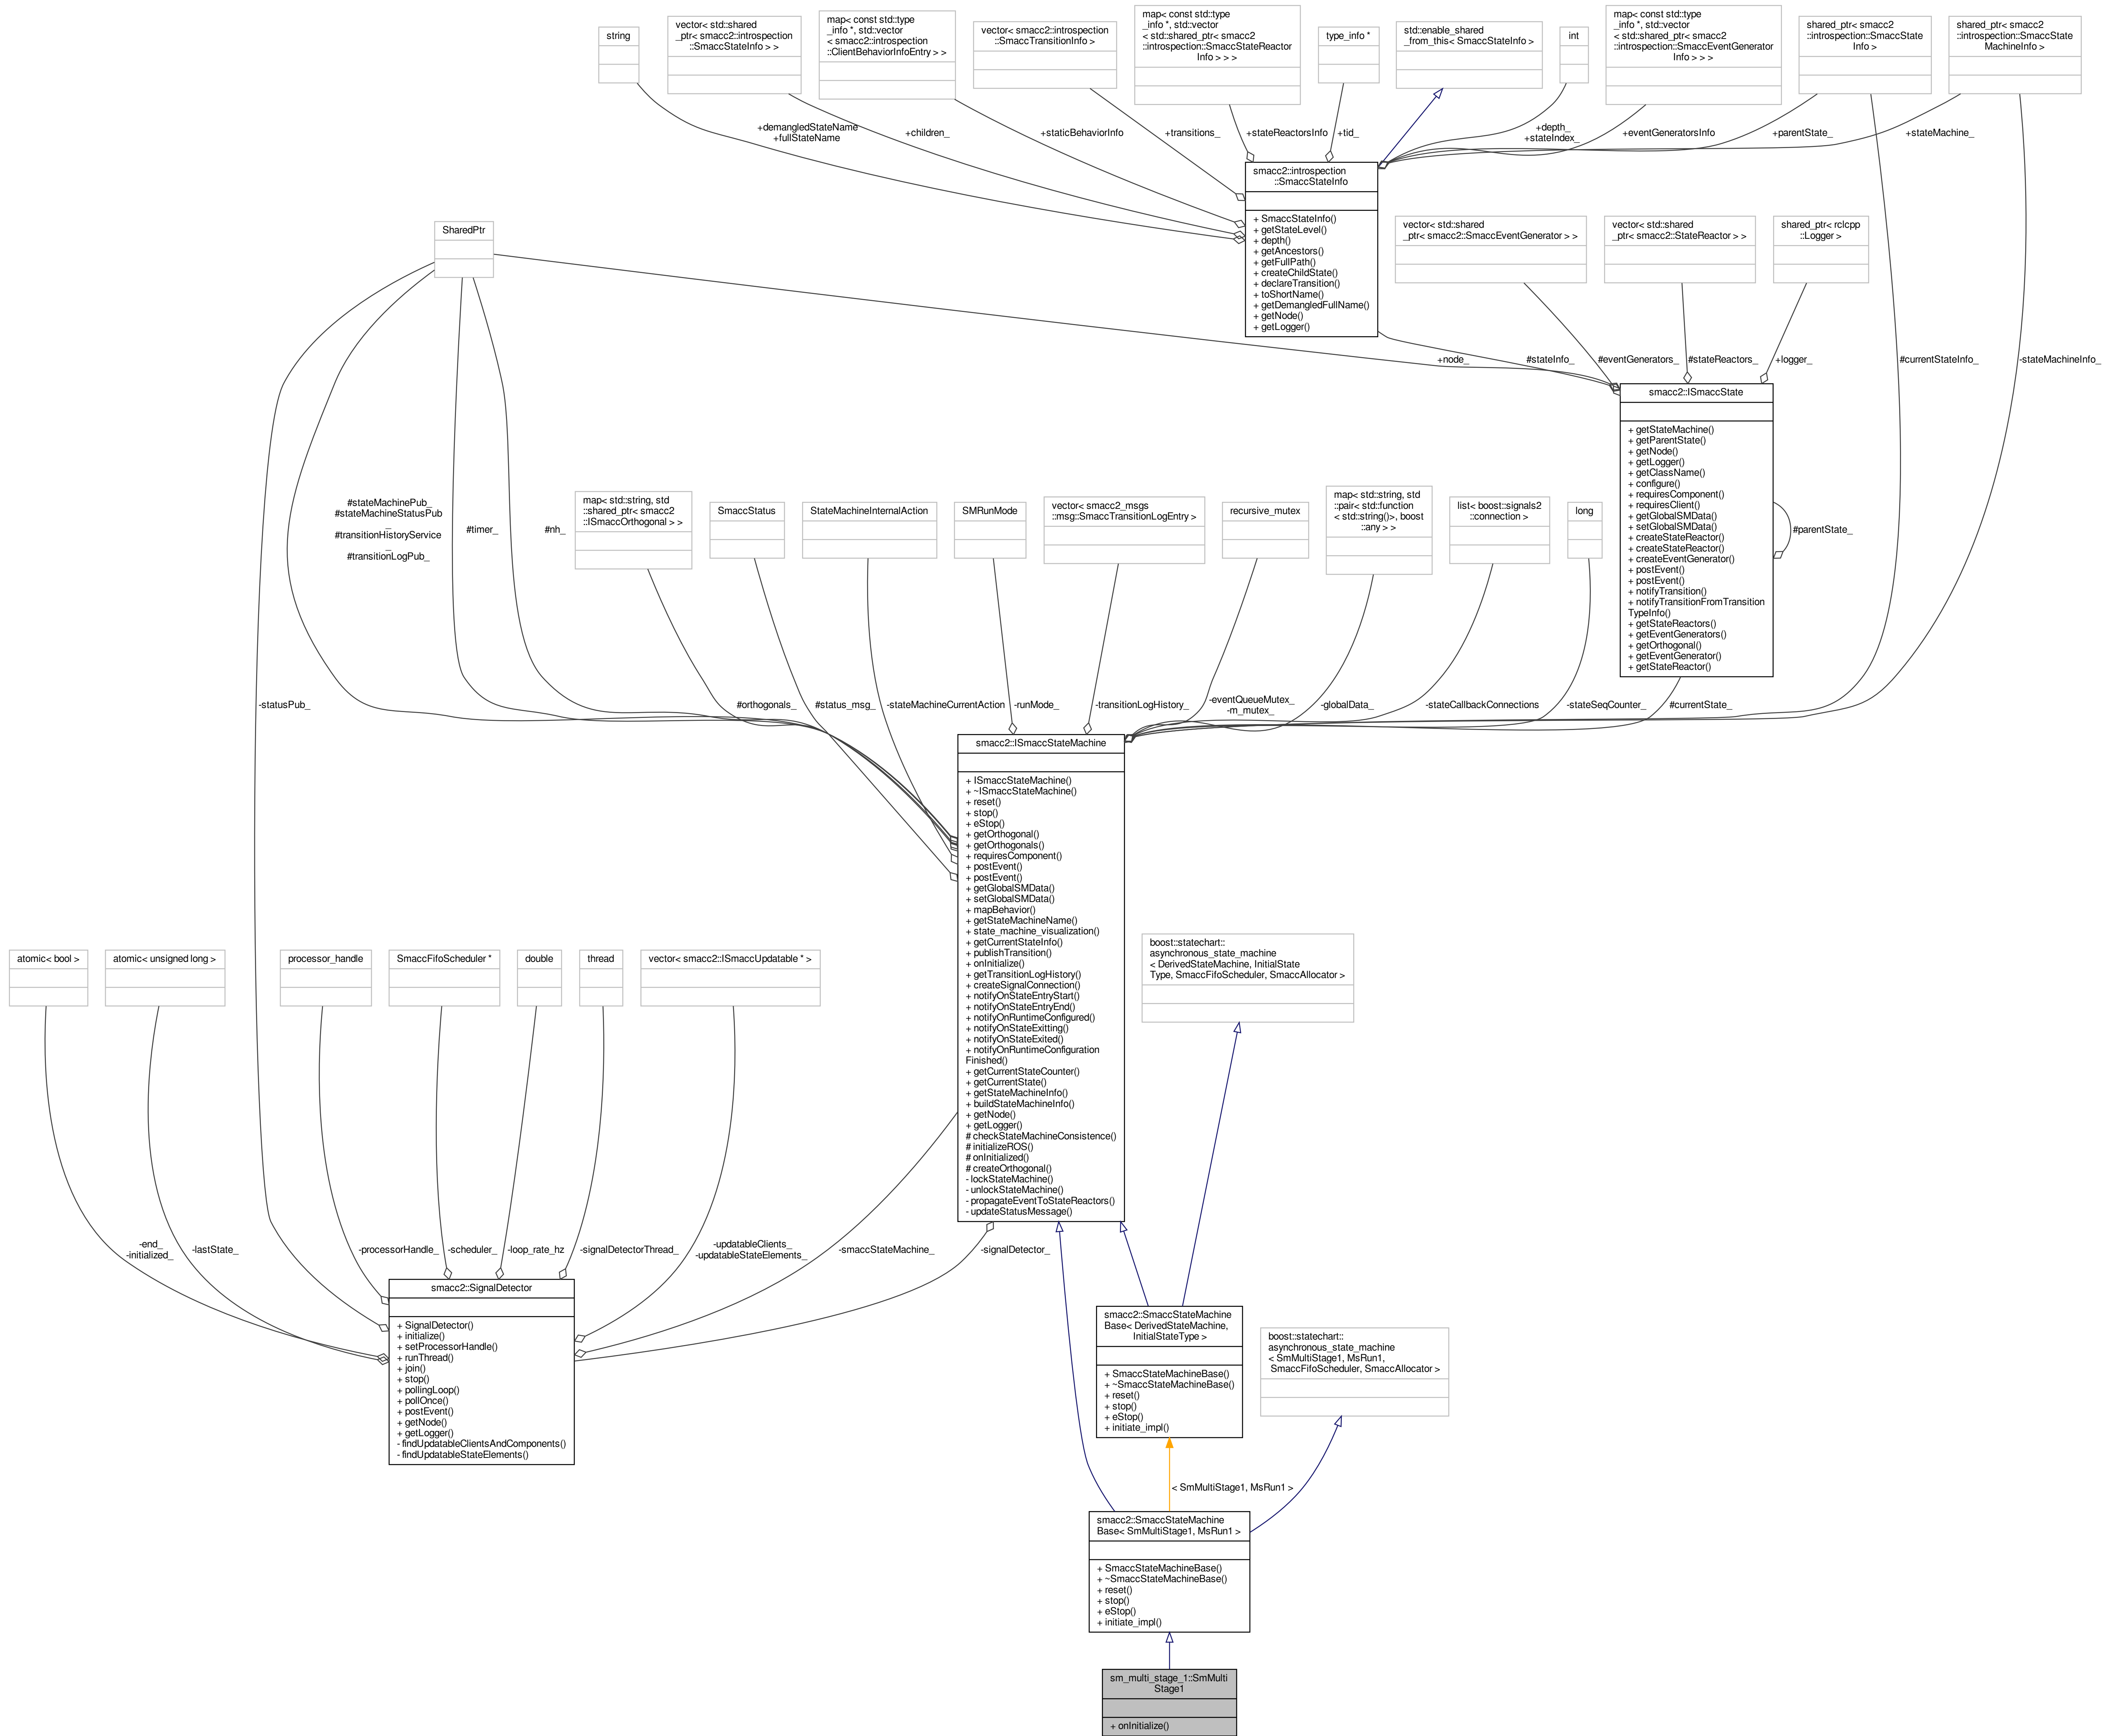 string
vector< std::shared
_ptr< smacc2::introspection
::SmaccStateInfo > >
map< const std::type
_info *, std::vector
< smacc2::introspection
::ClientBehaviorInfoEntry > >
vector< smacc2::introspection
::SmaccTransitionInfo >
map< const std::type
_info *, std::vector
< std::shared_ptr< smacc2
::introspection::SmaccStateReactor
Info > > >
type_info *
std::enable_shared
_from_this< SmaccStateInfo >
int
map< const std::type
_info *, std::vector
< std::shared_ptr< smacc2
::introspection::SmaccEventGenerator
Info > > >
shared_ptr< smacc2
::introspection::SmaccState
Info >
shared_ptr< smacc2
::introspection::SmaccState
MachineInfo >
+demangledStateName
+fullStateName
+children_
+staticBehaviorInfo
+transitions_
+stateReactorsInfo
+tid_
+depth_
+stateIndex_
+eventGeneratorsInfo
+parentState_
+stateMachine_
smacc2::introspection
::SmaccStateInfo
+ SmaccStateInfo()
+ getStateLevel()
+ depth()
+ getAncestors()
+ getFullPath()
+ createChildState()
+ declareTransition()
+ toShortName()
+ getDemangledFullName()
+ getNode()
+ getLogger()
SharedPtr
vector< std::shared
_ptr< smacc2::SmaccEventGenerator > >
vector< std::shared
_ptr< smacc2::StateReactor > >
shared_ptr< rclcpp
::Logger >
+node_
#stateInfo_
#eventGenerators_
#stateReactors_
+logger_
#currentStateInfo_
-stateMachineInfo_
smacc2::ISmaccState
+ getStateMachine()
+ getParentState()
+ getNode()
+ getLogger()
+ getClassName()
+ configure()
+ requiresComponent()
+ requiresClient()
+ getGlobalSMData()
+ setGlobalSMData()
+ createStateReactor()
+ createStateReactor()
+ createEventGenerator()
+ postEvent()
+ postEvent()
+ notifyTransition()
+ notifyTransitionFromTransition
TypeInfo()
+ getStateReactors()
+ getEventGenerators()
+ getOrthogonal()
+ getEventGenerator()
+ getStateReactor()
#parentState_
#stateMachinePub_
#stateMachineStatusPub
_
#transitionHistoryService
_
#transitionLogPub_
#timer_
#nh_
map< std::string, std
::shared_ptr< smacc2
::ISmaccOrthogonal > >
SmaccStatus
StateMachineInternalAction
SMRunMode
vector< smacc2_msgs
::msg::SmaccTransitionLogEntry >
recursive_mutex
map< std::string, std
::pair< std::function
< std::string()>, boost
::any > >
list< boost::signals2
::connection >
long
-statusPub_
#orthogonals_
#status_msg_
-stateMachineCurrentAction
-runMode_
-transitionLogHistory_
-eventQueueMutex_
-m_mutex_
-globalData_
-stateCallbackConnections
-stateSeqCounter_
#currentState_
smacc2::ISmaccStateMachine
+ ISmaccStateMachine()
+ ~ISmaccStateMachine()
+ reset()
+ stop()
+ eStop()
+ getOrthogonal()
+ getOrthogonals()
+ requiresComponent()
+ postEvent()
+ postEvent()
+ getGlobalSMData()
+ setGlobalSMData()
+ mapBehavior()
+ getStateMachineName()
+ state_machine_visualization()
+ getCurrentStateInfo()
+ publishTransition()
+ onInitialize()
+ getTransitionLogHistory()
+ createSignalConnection()
+ notifyOnStateEntryStart()
+ notifyOnStateEntryEnd()
+ notifyOnRuntimeConfigured()
+ notifyOnStateExitting()
+ notifyOnStateExited()
+ notifyOnRuntimeConfiguration
Finished()
+ getCurrentStateCounter()
+ getCurrentState()
+ getStateMachineInfo()
+ buildStateMachineInfo()
+ getNode()
+ getLogger()
# checkStateMachineConsistence()
# initializeROS()
# onInitialized()
# createOrthogonal()
- lockStateMachine()
- unlockStateMachine()
- propagateEventToStateReactors()
- updateStatusMessage()
atomic< bool >
atomic< unsigned long >
processor_handle
SmaccFifoScheduler *
double
thread
vector< smacc2::ISmaccUpdatable * >
boost::statechart::
asynchronous_state_machine
< DerivedStateMachine, InitialState
Type, SmaccFifoScheduler, SmaccAllocator >
-end_
-initialized_
-lastState_
-processorHandle_
-scheduler_
-loop_rate_hz
-signalDetectorThread_
-updatableClients_
-updatableStateElements_
-smaccStateMachine_
-signalDetector_
smacc2::SignalDetector
+ SignalDetector()
+ initialize()
+ setProcessorHandle()
+ runThread()
+ join()
+ stop()
+ pollingLoop()
+ pollOnce()
+ postEvent()
+ getNode()
+ getLogger()
- findUpdatableClientsAndComponents()
- findUpdatableStateElements()
smacc2::SmaccStateMachine
Base< DerivedStateMachine,
InitialStateType >
+ SmaccStateMachineBase()
+ ~SmaccStateMachineBase()
+ reset()
+ stop()
+ eStop()
+ initiate_impl()
boost::statechart::
asynchronous_state_machine
< SmMultiStage1, MsRun1,
SmaccFifoScheduler, SmaccAllocator >
< SmMultiStage1, MsRun1 >
smacc2::SmaccStateMachine
Base< SmMultiStage1, MsRun1 >
+ SmaccStateMachineBase()
+ ~SmaccStateMachineBase()
+ reset()
+ stop()
+ eStop()
+ initiate_impl()
sm_multi_stage_1::SmMulti
Stage1
+ onInitialize()